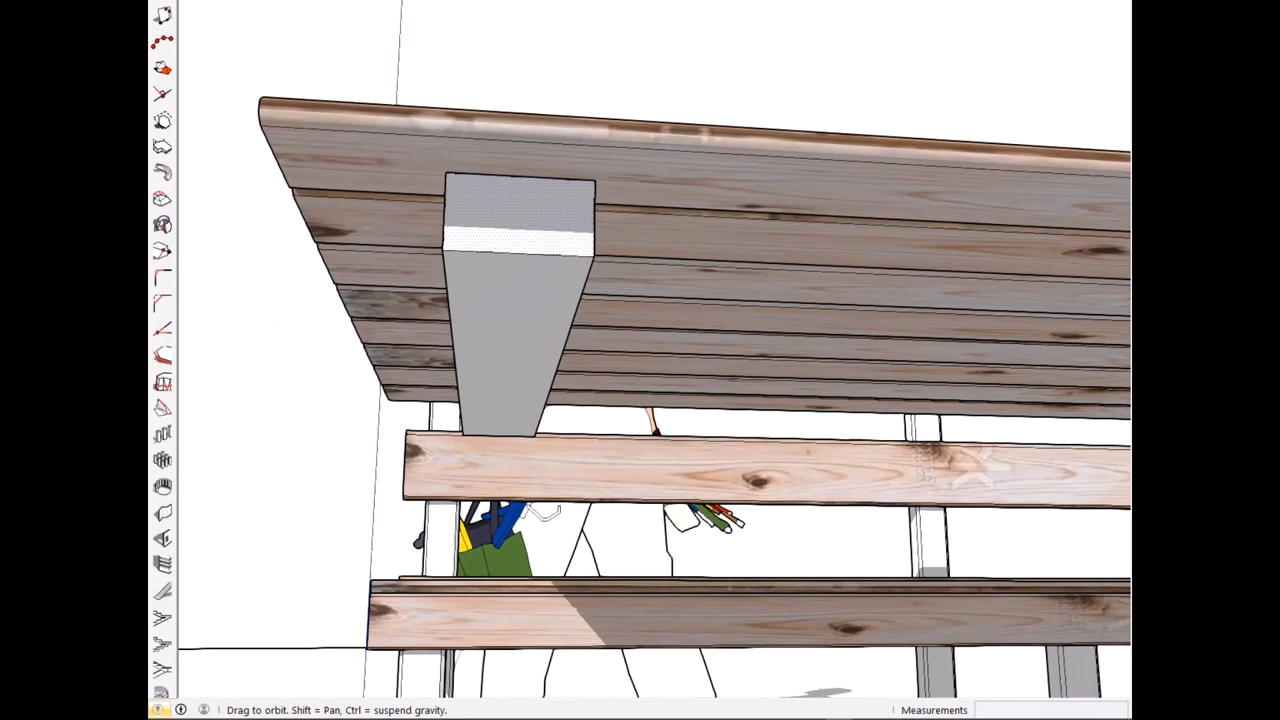 Drag to orbit. Shift = Pan, Ctrl = suspend gravity.
Measurements